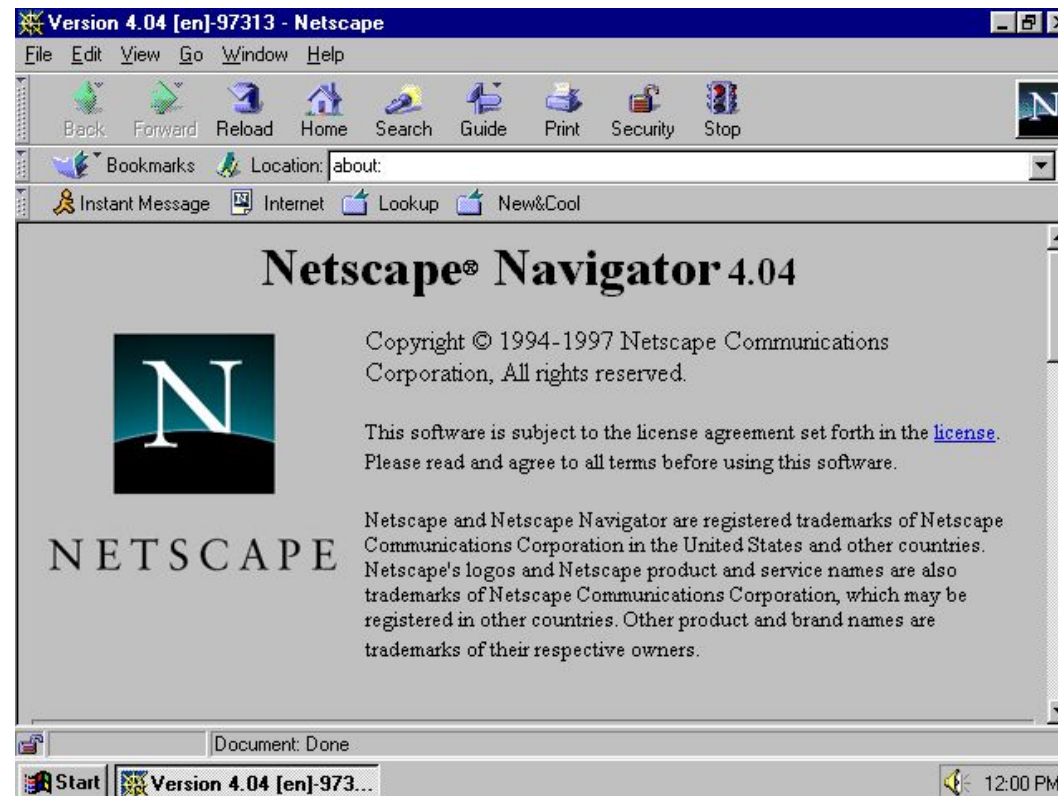 Version 4.04 [en]-97313 - Netscape
File Edit View Go Window Help
Back Forward Reload Home Search Guide Print Security Stop
N
Bookmarks Location: about:
Instant Message Internet Lookup New&Cool
Netscape® Navigator 4.04
N
NETSCAPE
Copyright © 1994-1997 Netscape Communications
Corporation, All rights reserved.
This software is subject to the license agreement set forth in the license.
Please read and agree to all terms before using this software.
Netscape and Netscape Navigator are registered trademarks of Netscape
Communications Corporation in the United States and other countries.
Netscape's logos and Netscape product and service names are also
trademarks of Netscape Communications Corporation, which may be
registered in other countries. Other product and brand names are
trademarks of their respective owners.
Document: Done
Start Version 4.04 [en]-973... 12:00 PM